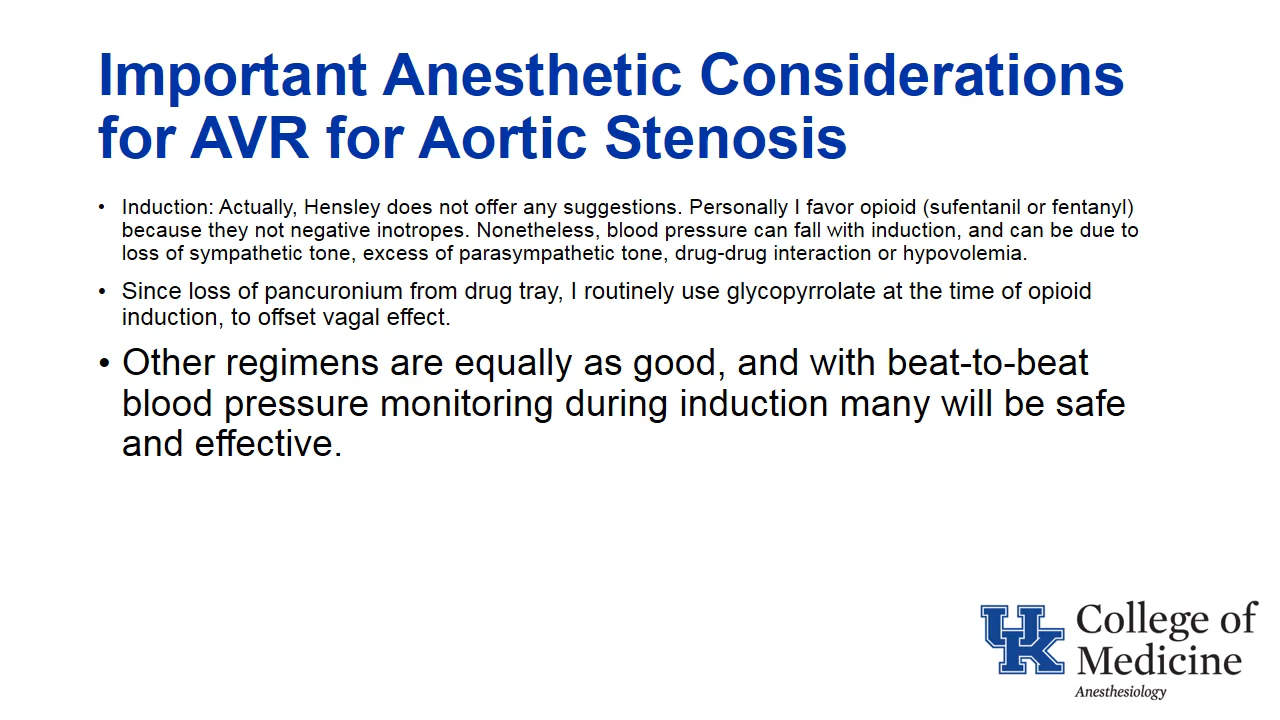 Important Anesthetic Considerations
for AVR for Aortic Stenosis
• Induction: Actually, Hensley does not offer any suggestions. Personally I favor opioid (sufentanil or fentanyl)
because they not negative inotropes. Nonetheless, blood pressure can fall with induction, and can be due to
loss of sympathetic tone, excess of parasympathetic tone, drug-drug interaction or hypovolemia.
• Since loss of pancuronium from drug tray, I routinely use glycopyrrolate at the time of opioid
induction, to offset vagal effect.
• Other regimens are equally as good, and with beat-to-beat
blood pressure monitoring during induction many will be safe
and effective.
UK
College of
Medicine
Anesthesiology